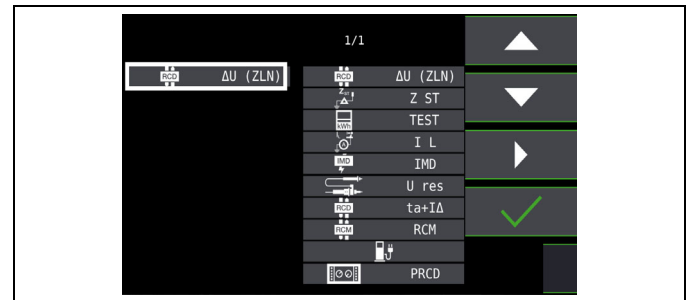 1/1
RCD ΔU (ZLN)
RCD ΔU (ZLN)
ZST Z ST
kWh TEST
A I L
IMD IMD
U res
RCD ta+IΔ
RCM RCM
PRCD